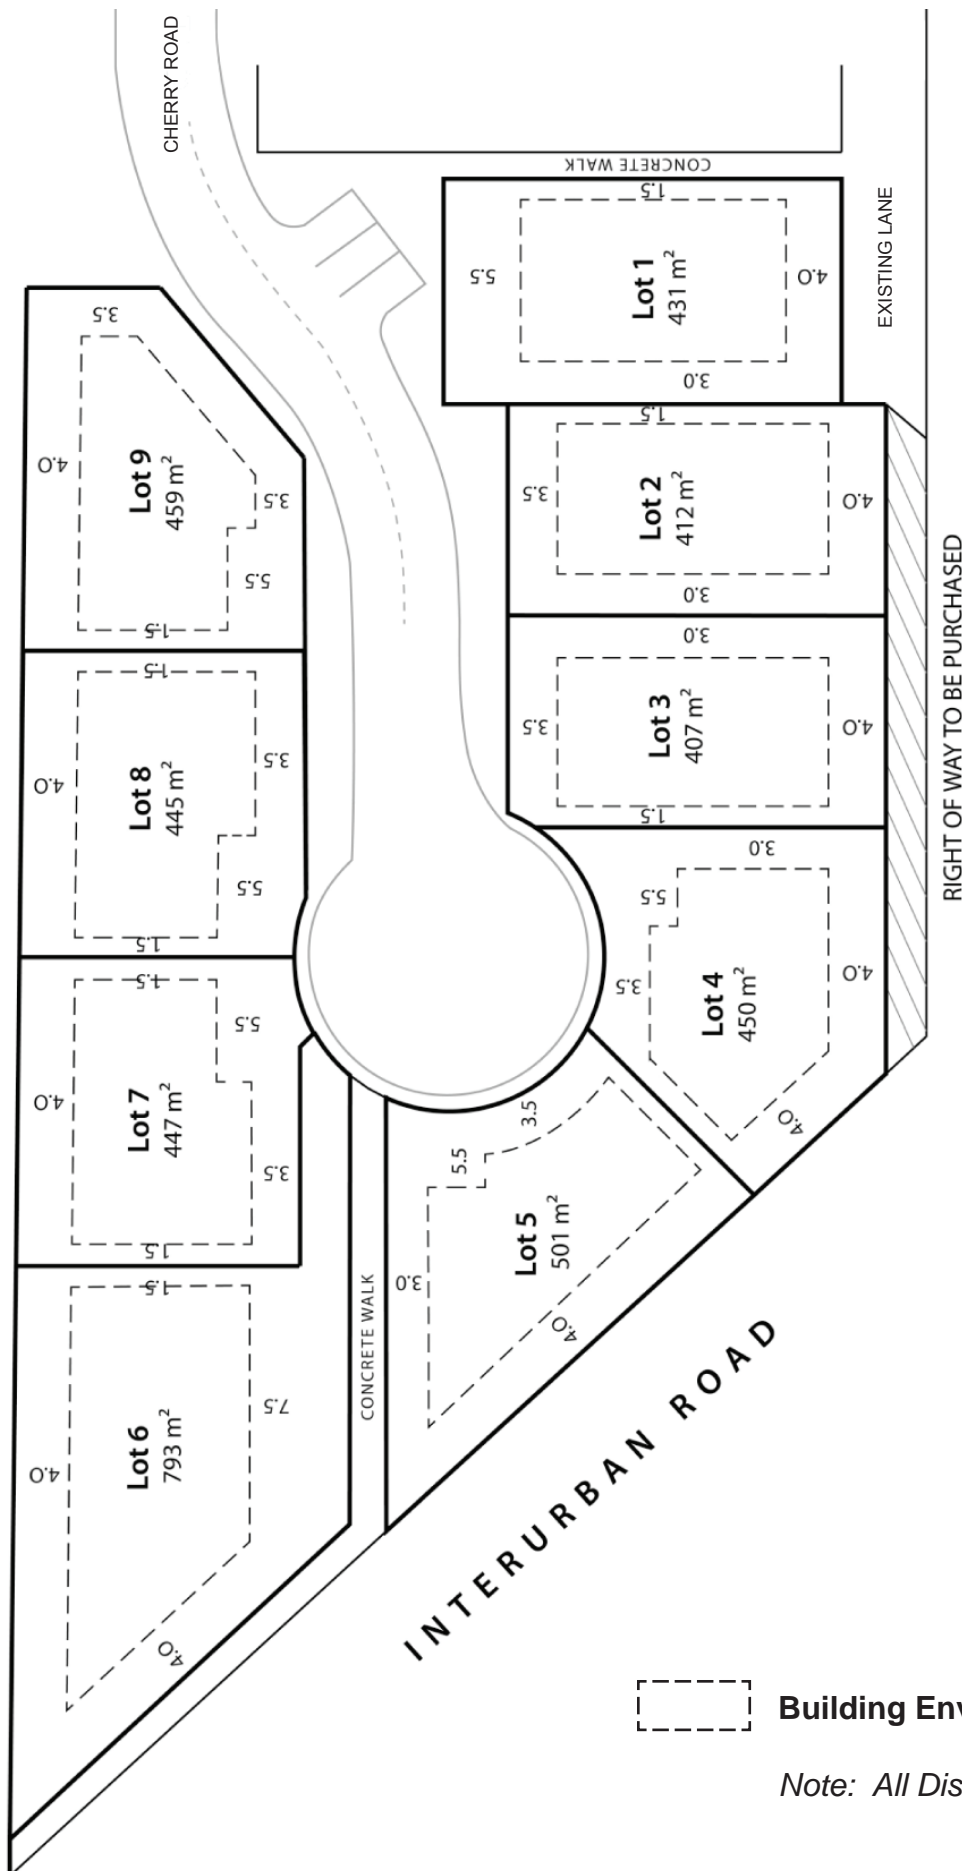 CHERRY ROAD
CONCRETE WALK
1.5
5.5
Lot 1
431 m²
4.0
3.0
EXISTING LANE
1.5
3.5
Lot 2
412 m²
4.0
3.0
RIGHT OF WAY TO BE PURCHASED
3.0
3.5
Lot 3
407 m²
4.0
1.5
3.0
5.5
3.5
Lot 4
450 m²
4.0
4.0
3.5
4.0
Lot 9
459 m²
3.5
5.5
1.5
1.5
4.0
Lot 8
445 m²
3.5
5.5
1.5
1.5
5.5
4.0
Lot 7
447 m²
3.5
1.5
3.5
5.5
Lot 5
501 m²
3.0
4.0
1.5
Lot 6
793 m²
7.5
4.0
4.0
CONCRETE WALK
INTERURBAN ROAD
Building Env
Note: All Dis